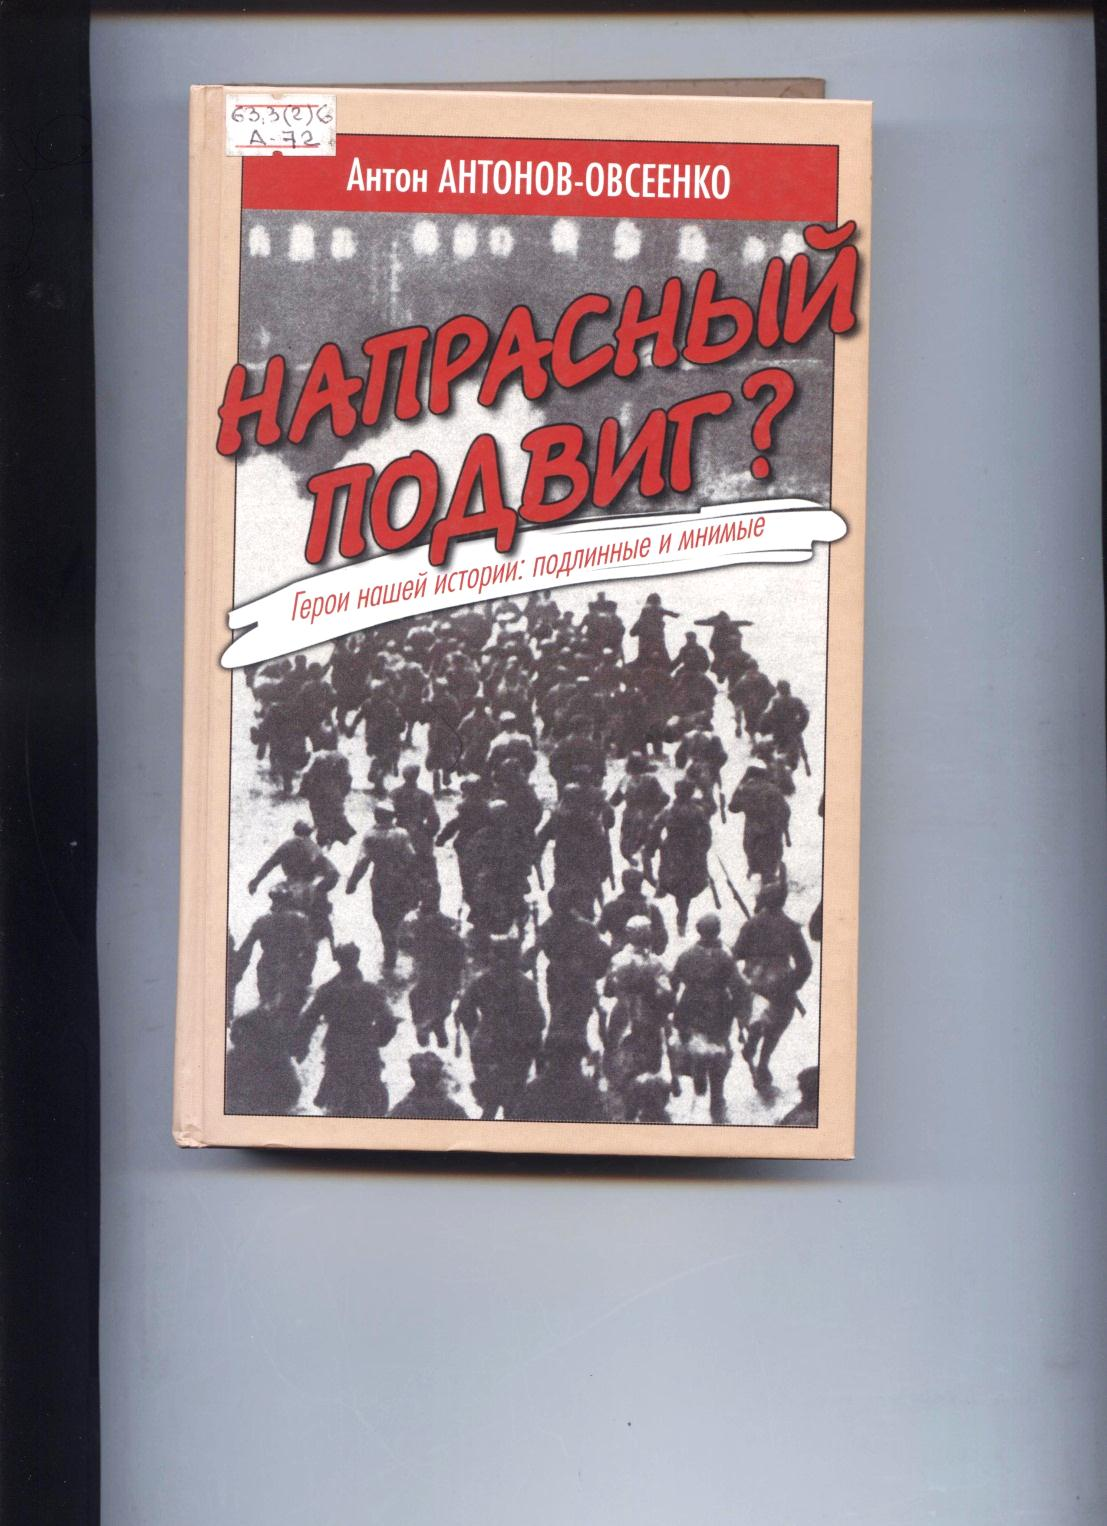 63.3(2)6
А-72
Антон АНТОНОВ-ОВСЕЕНКО
НАПРАСНЫЙ
ПОДВИГ?
Герои нашей истории: подлинные и мнимые